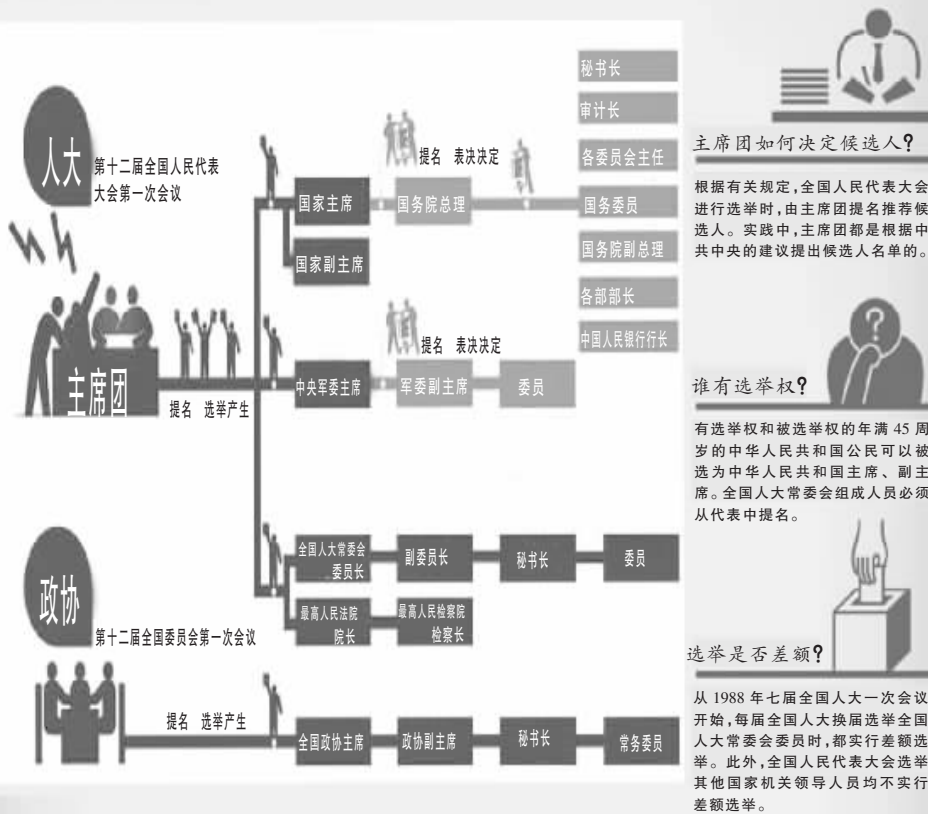 人大
第十二届全国人民代表
大会第一次会议
主席团
提名 选举产生
国家主席
国家副主席
提名 表决决定
国务院总理
秘书长
审计长
各委员会主任
国务委员
国务院副总理
各部部长
中国人民银行行长
中央军委主席
提名 表决决定
军委副主席
委员
全国人大常委会
委员长
副委员长
秘书长
委员
最高人民法院
院长
最高人民检察院
检察长
政协
第十二届全国委员会第一次会议
提名 选举产生
全国政协主席
政协副主席
秘书长
常务委员
主席团如何决定候选人?
根据有关规定,全国人民代表大会
进行选举时,由主席团提名推荐候
选人。实践中,主席团都是根据中
共中央的建议提出候选人名单的。
?
谁有选举权?
有选举权和被选举权的年满 45 周
岁的中华人民共和国公民可以被
选为中华人民共和国主席、副主
席。全国人大常委会组成人员必须
从代表中提名。
选举是否差额?
从 1988 年七届全国人大一次会议
开始,每届全国人大换届选举全国
人大常委会委员时,都实行差额选
举。此外,全国人民代表大会选举
其他国家机关领导人员均不实行
差额选举。